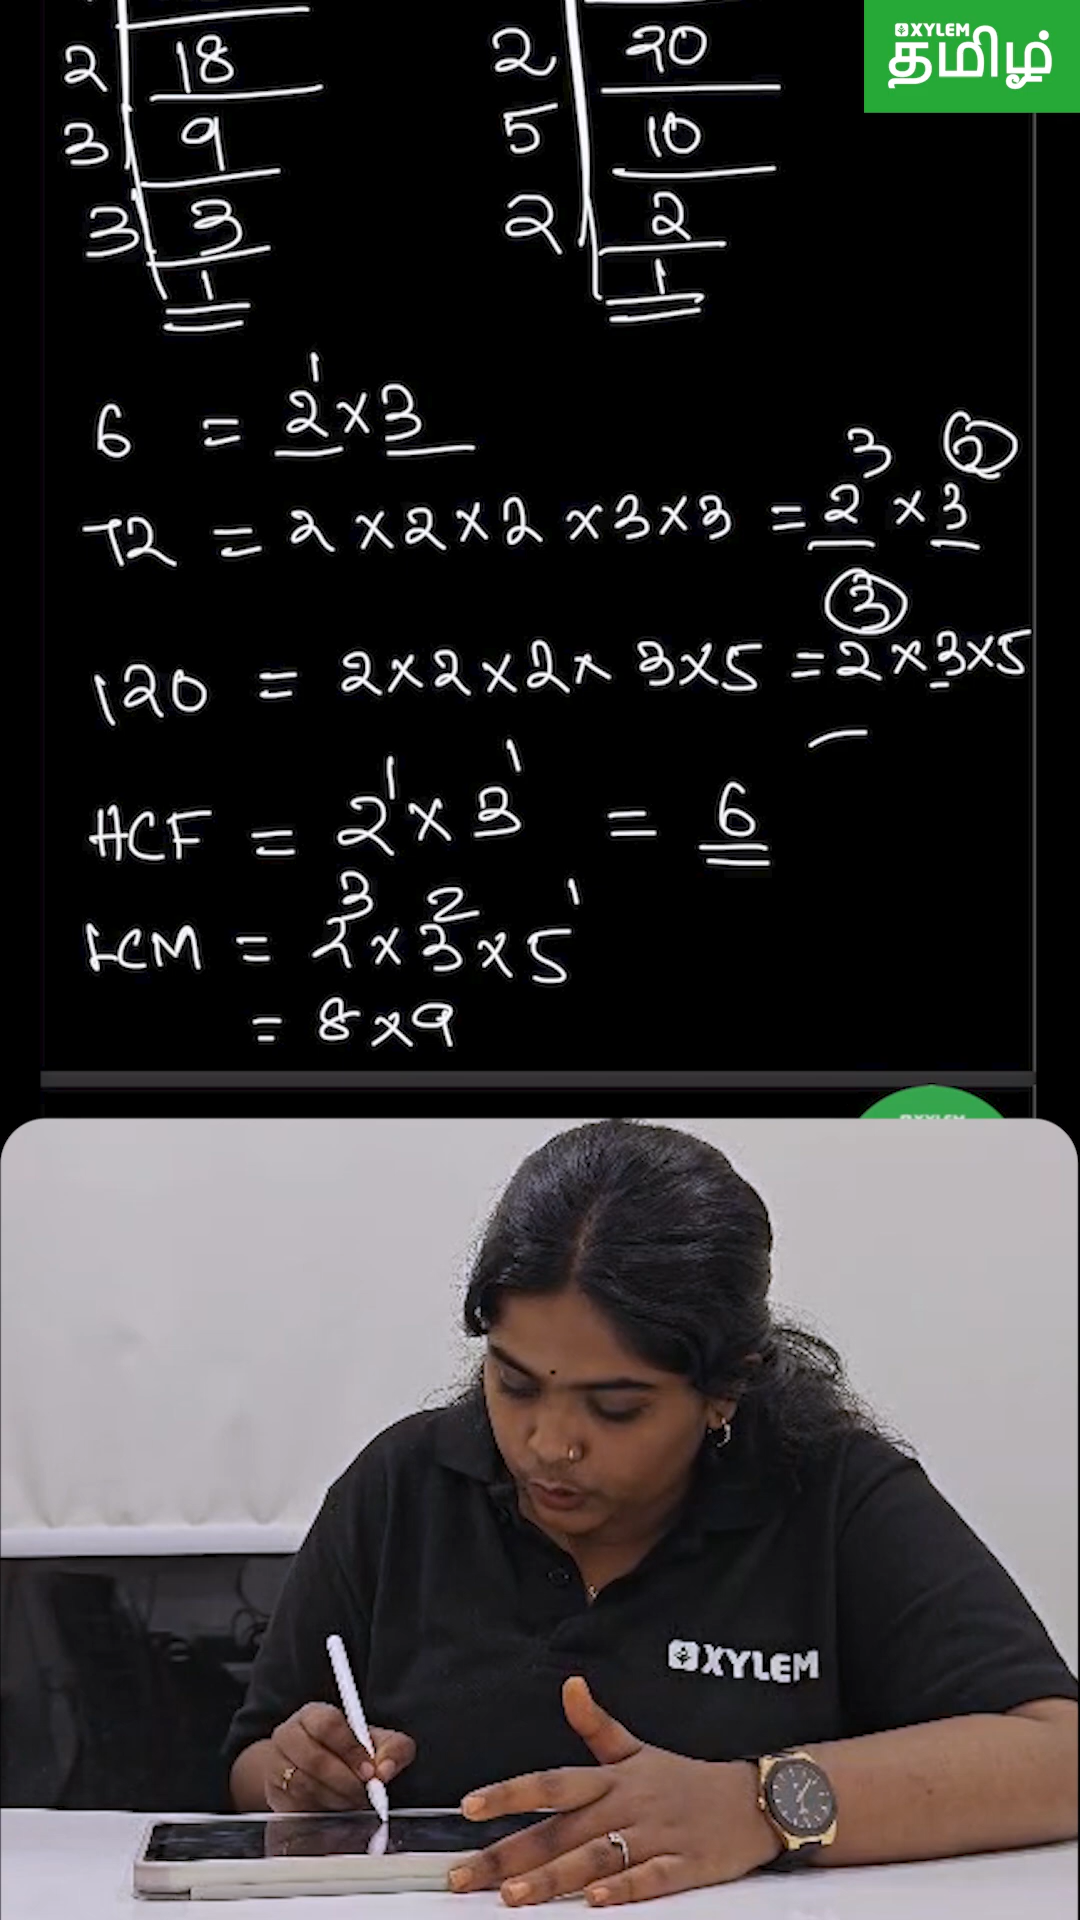 XYLEM
தமிழ்
2 18 2 20
3 9 5 10
3 3 2 2
1 1
6 = 2¹×3
72 = 2×2×2×3×3 = 2³×3²
120 = 2×2×2×3×5 = 2³×3×5
HCF = 2¹×3¹ = 6
LCM = 2³×3²×5¹
= 8×9
XYLEM
XYLEM